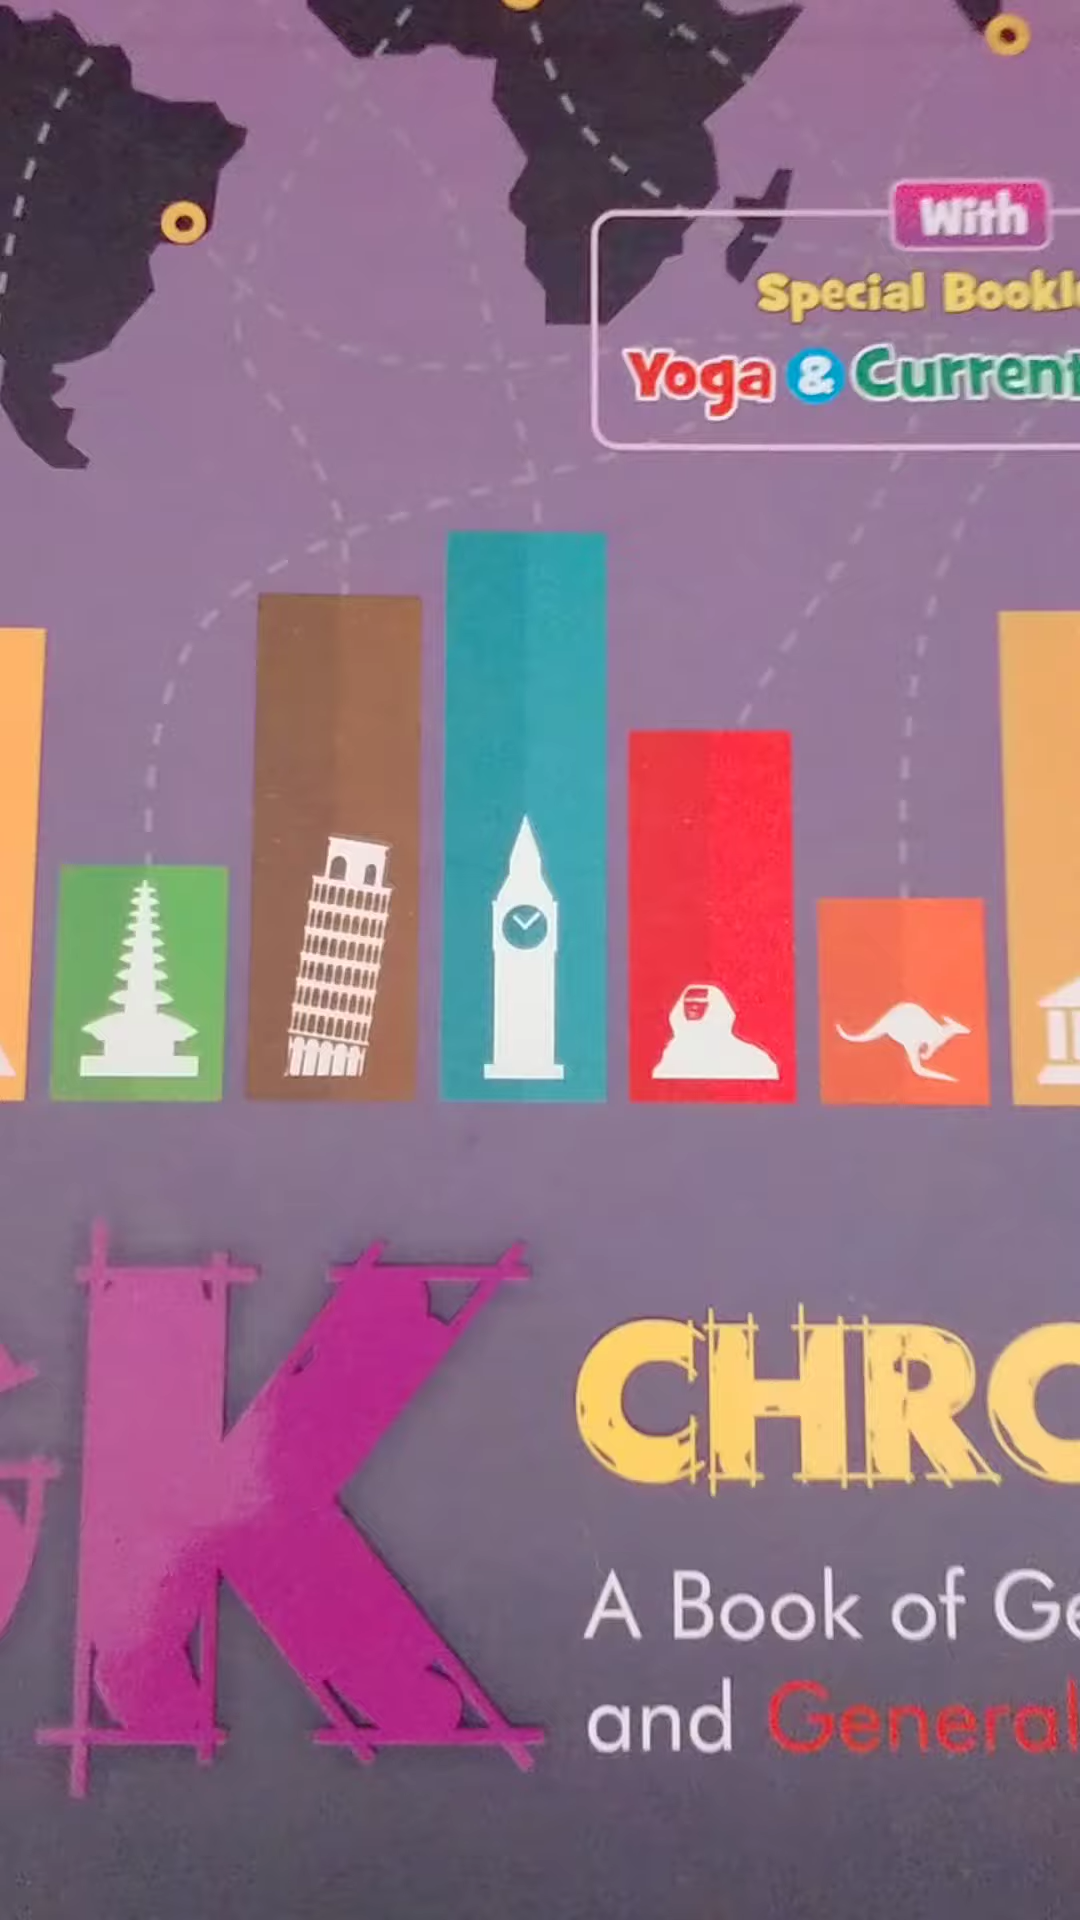 With
Special Bookl
Yoga & Current
GK
CHRO
A Book of Ge
and General